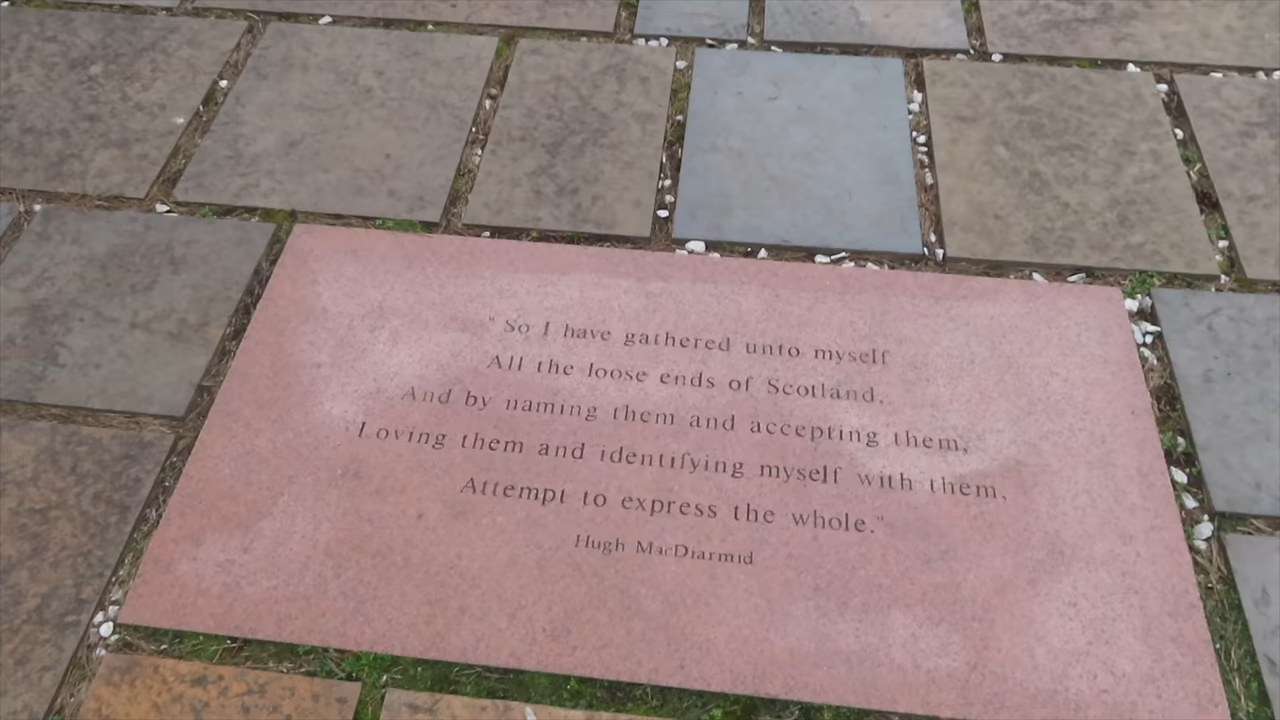 "So I have gathered unto myself
All the loose ends of Scotland,
And by naming them and accepting them,
Loving them and identifying myself with them,
Attempt to express the whole."
Hugh MacDiarmid